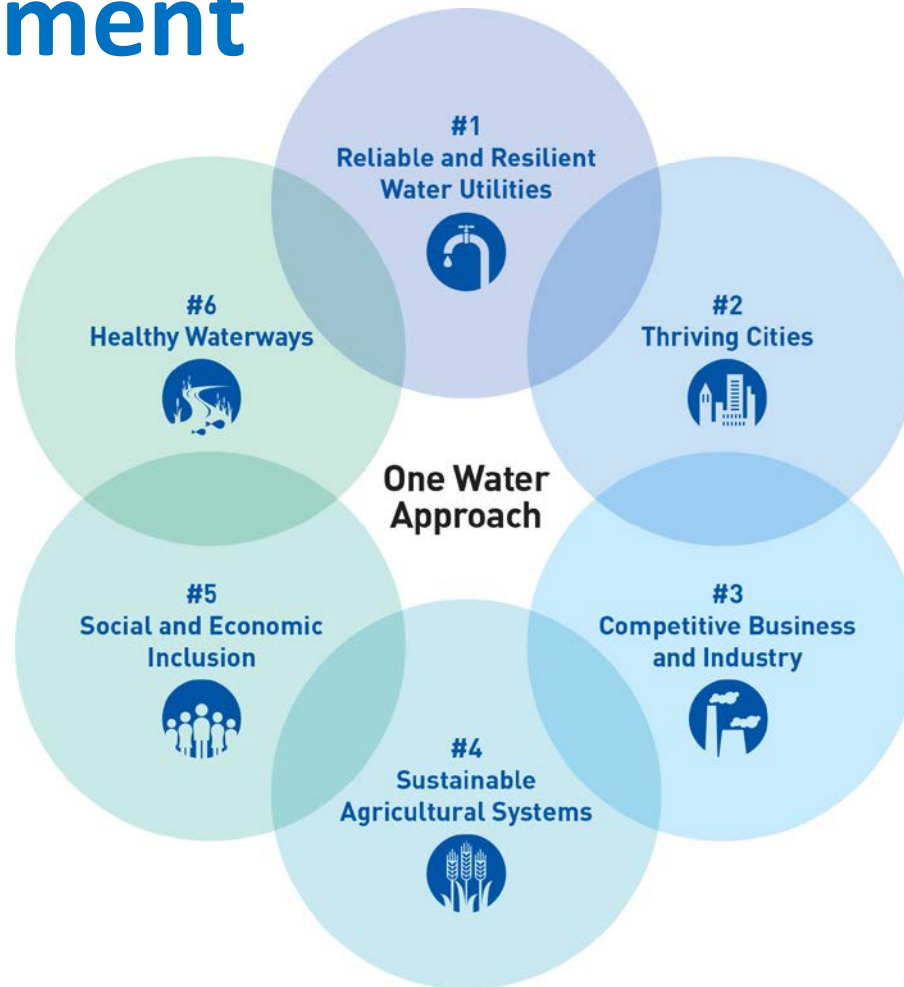 ment
#1
Reliable and Resilient
Water Utilities
#2
Thriving Cities
#3
Competitive Business
and Industry
#4
Sustainable
Agricultural Systems
#5
Social and Economic
Inclusion
#6
Healthy Waterways
One Water
Approach